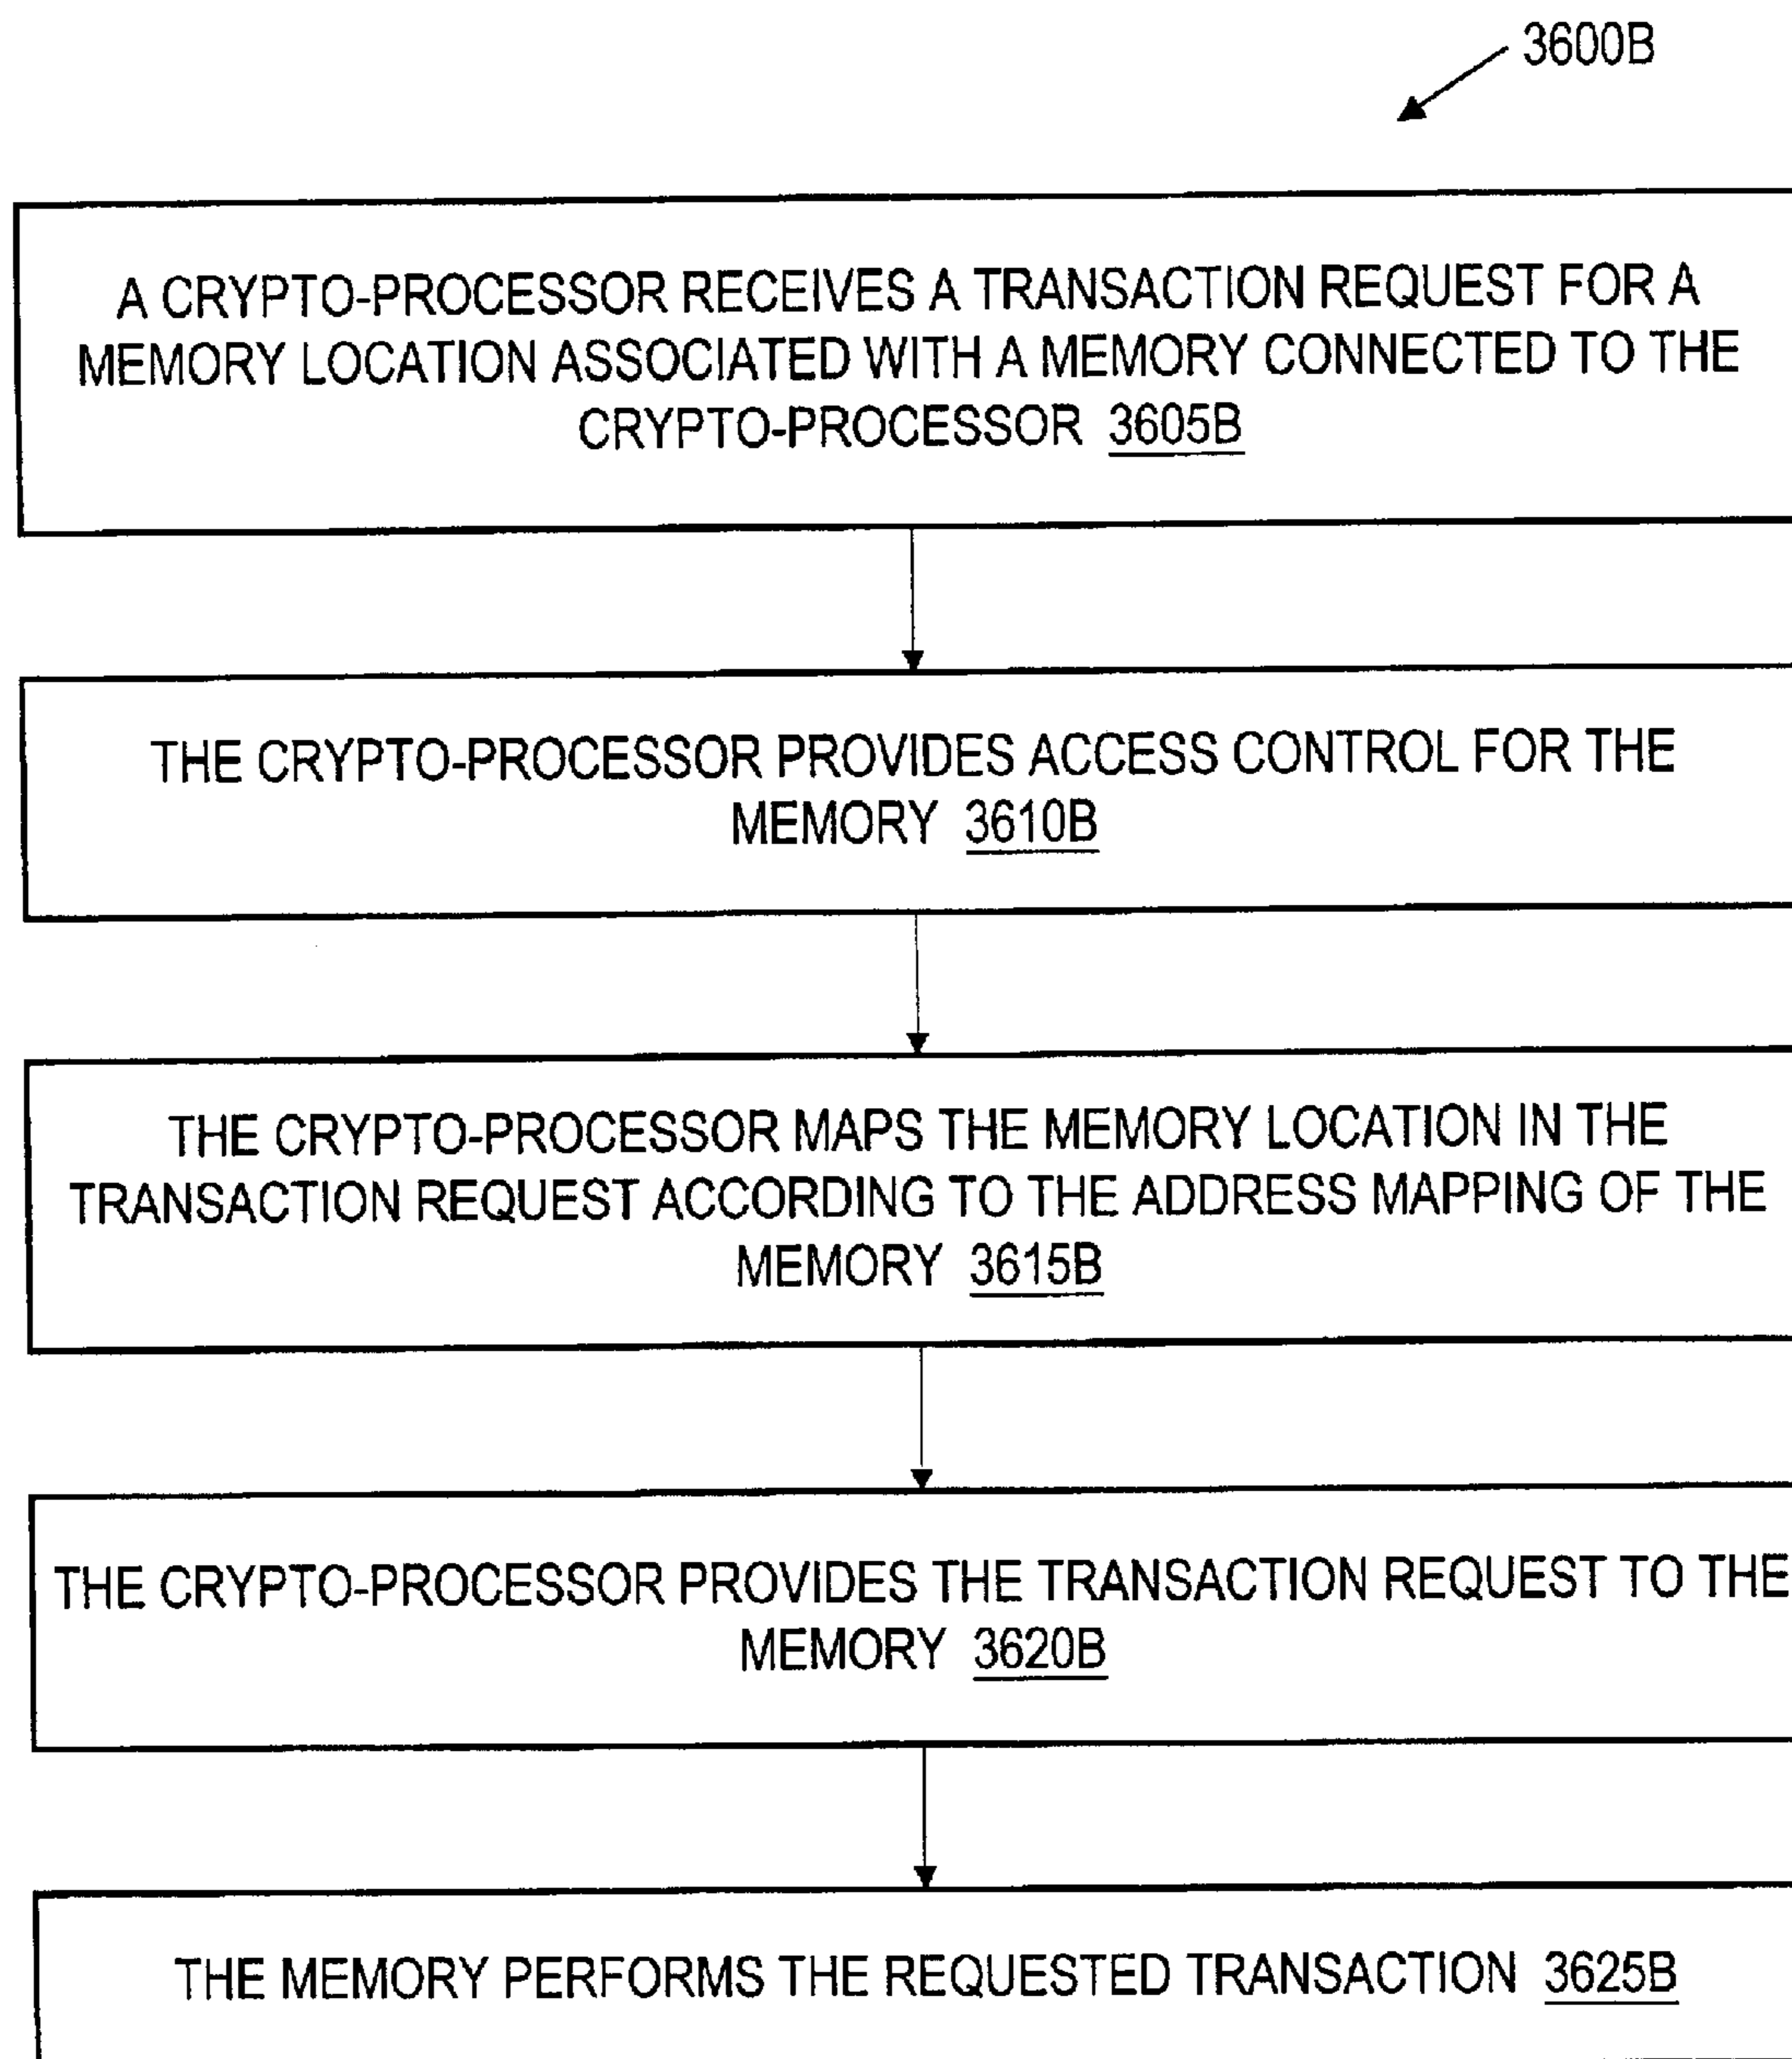 3600B
A CRYPTO-PROCESSOR RECEIVES A TRANSACTION REQUEST FOR A
MEMORY LOCATION ASSOCIATED WITH A MEMORY CONNECTED TO THE
CRYPTO-PROCESSOR 3605B
THE CRYPTO-PROCESSOR PROVIDES ACCESS CONTROL FOR THE
MEMORY 3610B
THE CRYPTO-PROCESSOR MAPS THE MEMORY LOCATION IN THE
TRANSACTION REQUEST ACCORDING TO THE ADDRESS MAPPING OF THE
MEMORY 3615B
THE CRYPTO-PROCESSOR PROVIDES THE TRANSACTION REQUEST TO THE
MEMORY 3620B
THE MEMORY PERFORMS THE REQUESTED TRANSACTION 3625B